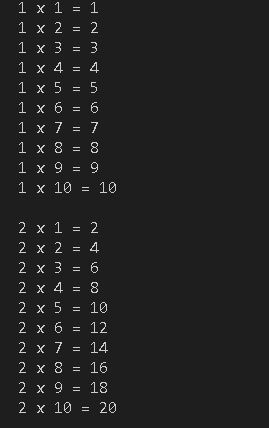 1 x 1 = 1
1 x 2 = 2
1 x 3 = 3
1 x 4 = 4
1 x 5 = 5
1 x 6 = 6
1 x 7 = 7
1 x 8 = 8
1 x 9 = 9
1 x 10 = 10

2 x 1 = 2
2 x 2 = 4
2 x 3 = 6
2 x 4 = 8
2 x 5 = 10
2 x 6 = 12
2 x 7 = 14
2 x 8 = 16
2 x 9 = 18
2 x 10 = 20